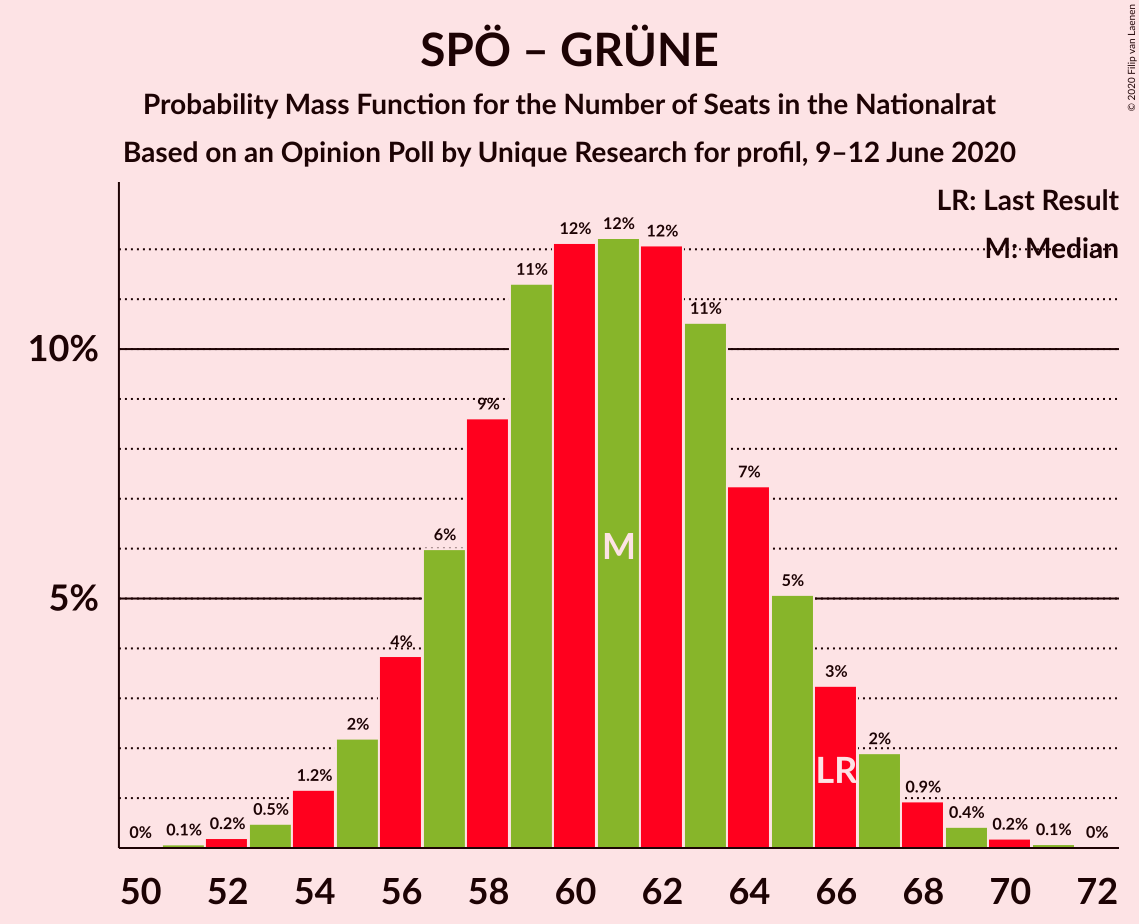 SPÖ – GRÜNE
Probability Mass Function for the Number of Seats in the Nationalrat
Based on an Opinion Poll by Unique Research for profil, 9–12 June 2020
© 2020 Filip van Laenen
LR: Last Result
M: Median
10%
5%
0%
0.1%
0.2%
0.5%
1.2%
2%
4%
6%
9%
11%
12%
12%
12%
11%
7%
5%
3%
2%
0.9%
0.4%
0.2%
0.1%
0%
M
LR
50 52 54 56 58 60 62 64 66 68 70 72